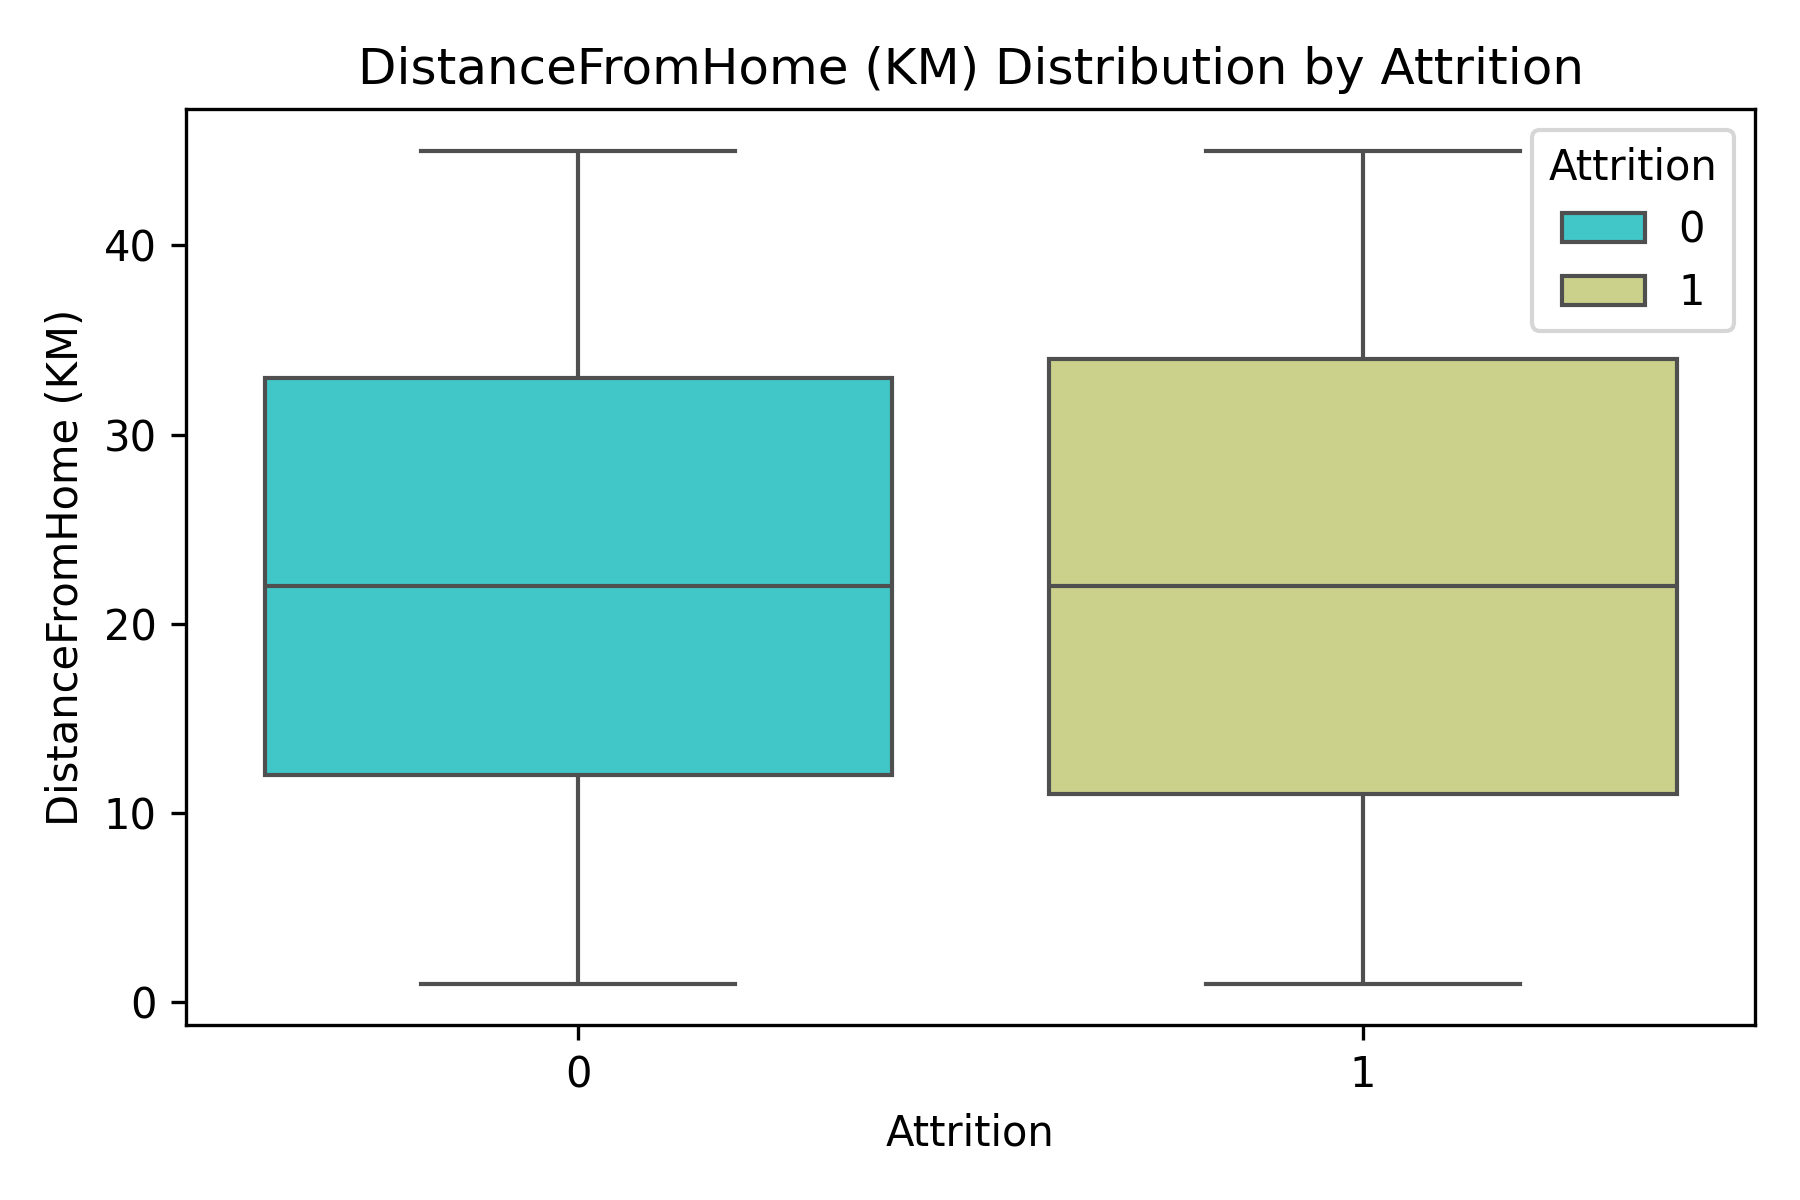 DistanceFromHome (KM) Distribution by Attrition
DistanceFromHome (KM)
40
30
20
10
0
Attrition
0
1
0
1
Attrition